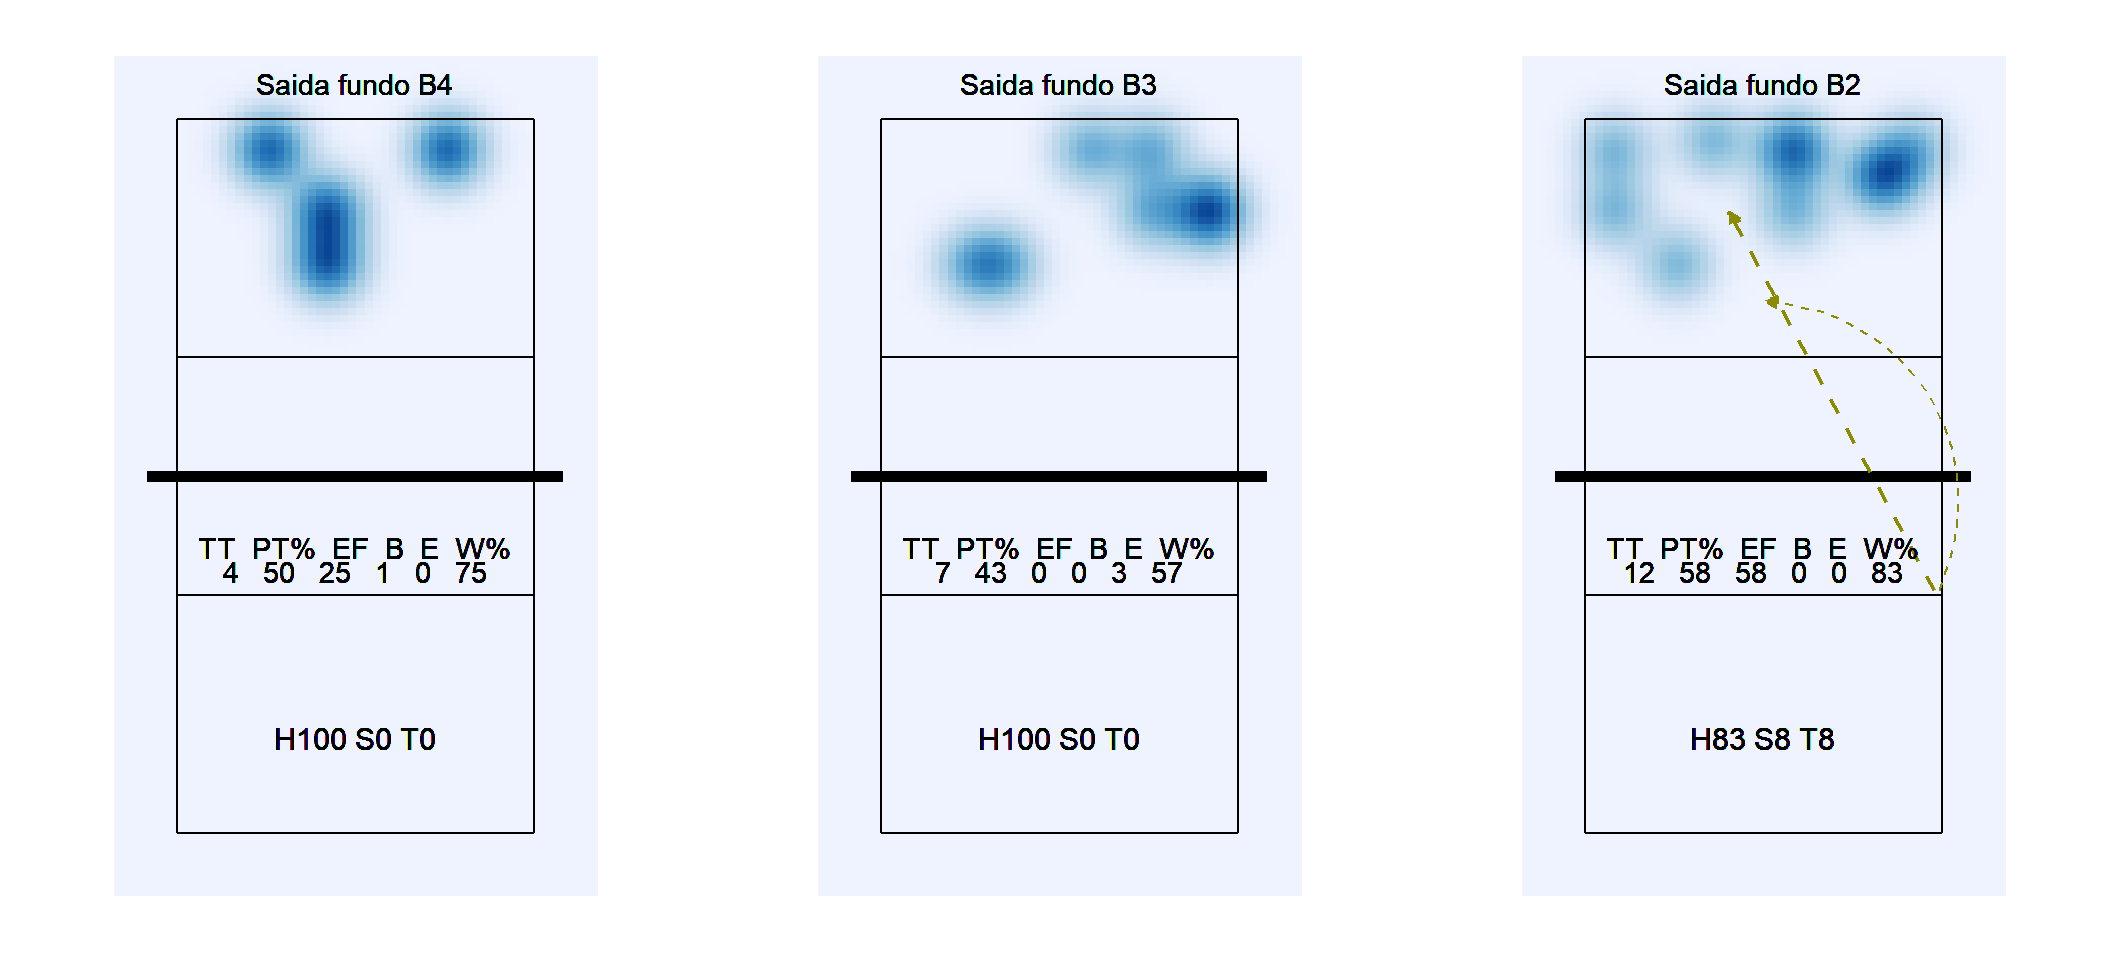 Saida fundo B4
TT PT% EF B E W%
4 50 25 1 0 75
H100 S0 T0
Saida fundo B3
TT PT% EF B E W%
7 43 0 0 3 57
H100 S0 T0
Saida fundo B2
TT PT% EF B E W%
12 58 58 0 0 83
H83 S8 T8